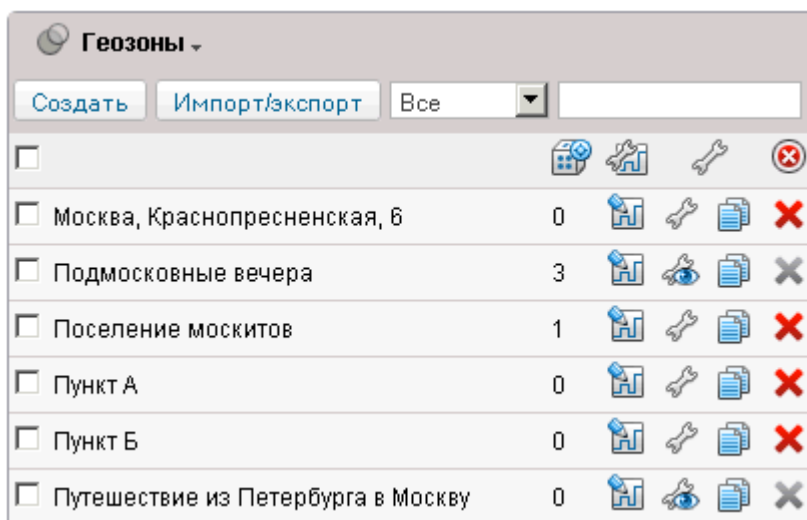 Геозоны
Создать Импорт/экспорт Все
Москва, Краснопресненская, 6 0
Подмосковные вечера 3
Поселение москитов 1
Пункт А 0
Пункт Б 0
Путешествие из Петербурга в Москву 0